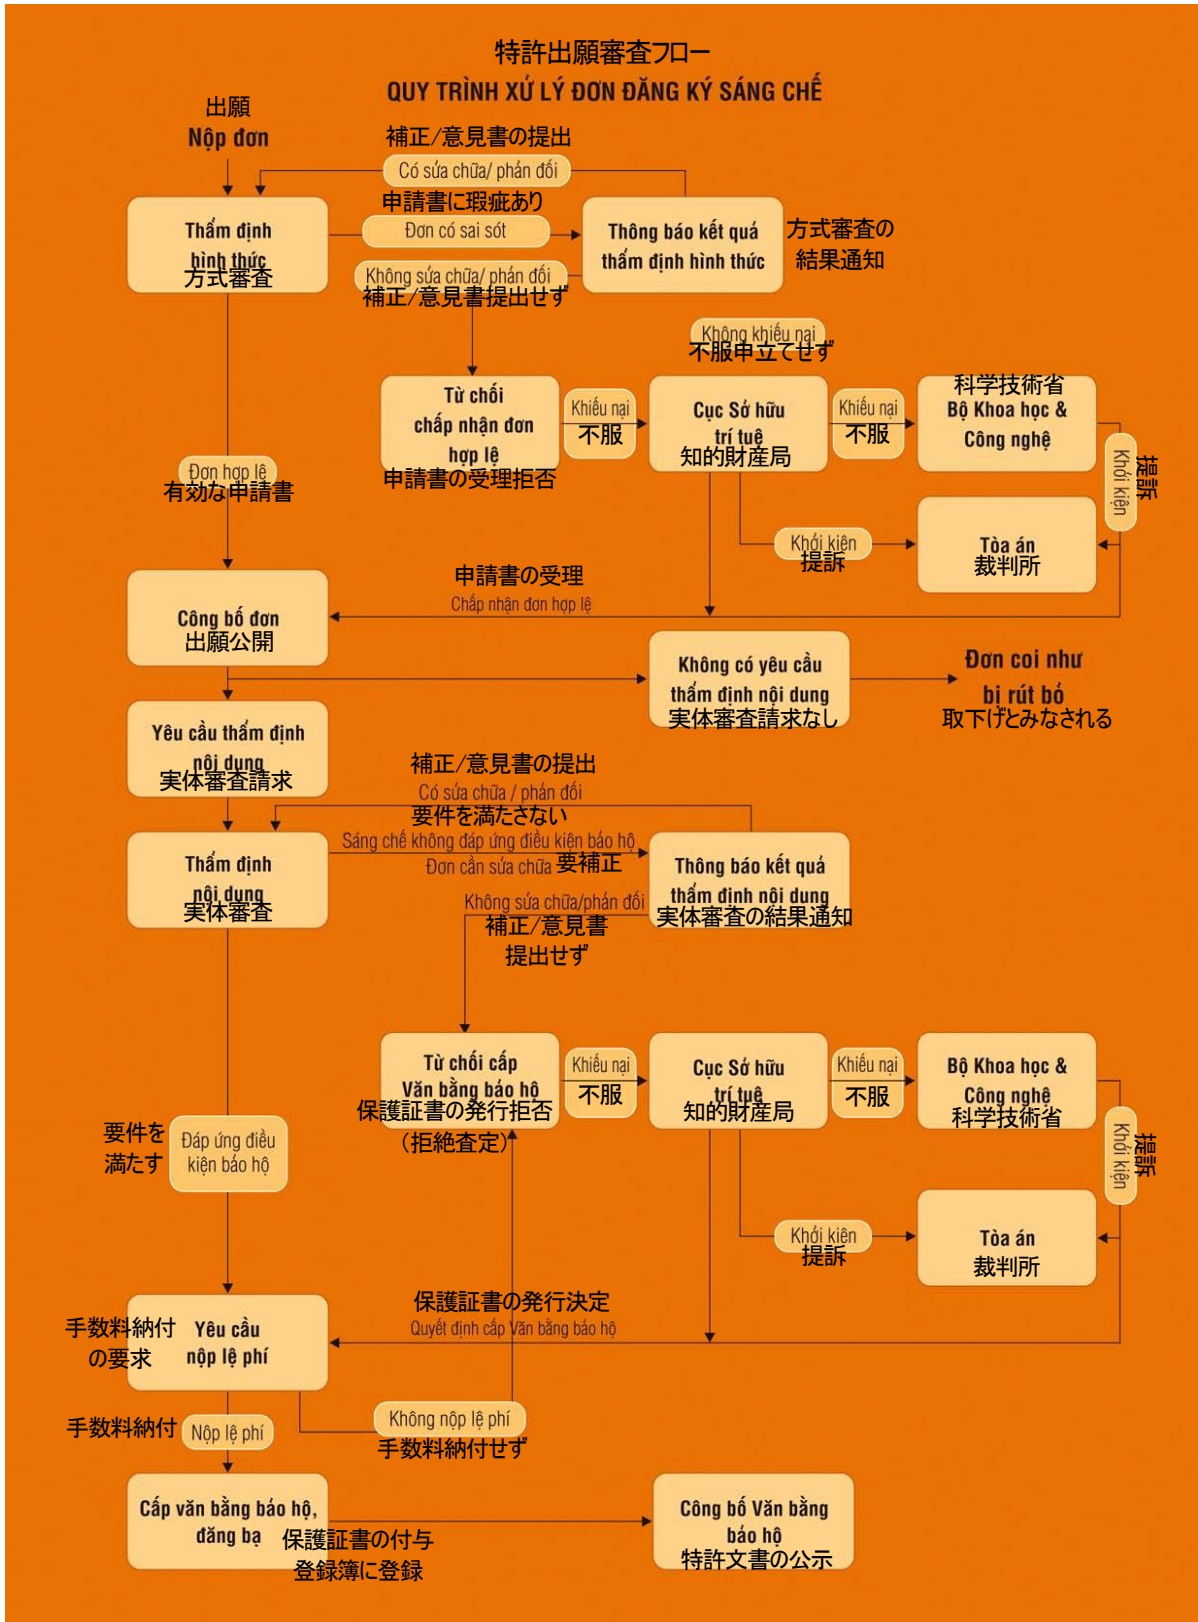 特許出願審査フロー
QUY TRÌNH XỬ LÝ ĐƠN ĐĂNG KÝ SÁNG CHẾ
出願
Nộp đơn
補正/意見書の提出
Có sửa chữa/ phản đối
申請書に瑕疵あり
Đơn có sai sót
Thẩm định
hình thức
方式審査
Thông báo kết quả
thẩm định hình thức
方式審査の
結果通知
Không sửa chữa/ phản đối
補正/意見書提出せず
Không khiếu nại
不服申立てせず
Từ chối
chấp nhận đơn
hợp lệ
申請書の受理拒否
Khiếu nại
不服
Cục Sở hữu
trí tuệ
知的財産局
Khiếu nại
不服
科学技術省
Bộ Khoa học &
Công nghệ
Khởi kiện
提訴
Đơn hợp lệ
有効な申請書
Khởi kiện
提訴
Tòa án
裁判所
申請書の受理
Chấp nhận đơn hợp lệ
Công bố đơn
出願公開
Không có yêu cầu
thẩm định nội dung
実体審査請求なし
Đơn coi như
bị rút bỏ
取下げとみなされる
Yêu cầu thẩm định
nội dung
実体審査請求
補正/意見書の提出
Có sửa chữa / phản đối
要件を満たさない
Sáng chế không đáp ứng điều kiện bảo hộ
Đơn cần sửa chữa
要補正
Thẩm định
nội dung
実体審査
Thông báo kết quả
thẩm định nội dung
実体審査の結果通知
Không sửa chữa/phản đối
補正/意見書
提出せず
Từ chối cấp
Văn bằng bảo hộ
保護証書の発行拒否
(拒絶査定)
Khiếu nại
不服
Cục Sở hữu
trí tuệ
知的財産局
Khiếu nại
不服
Bộ Khoa học &
Công nghệ
科学技術省
Khởi kiện
提訴
要件を
満たす
Đáp ứng điều
kiện bảo hộ
Khởi kiện
提訴
Tòa án
裁判所
保護証書の発行決定
Quyết định cấp Văn bằng bảo hộ
手数料納付
の要求
Yêu cầu
nộp lệ phí
手数料納付
Nộp lệ phí
Không nộp lệ phí
手数料納付せず
Cấp văn bằng bảo hộ,
đăng bạ
保護証書の付与
登録簿に登録
Công bố Văn bằng
bảo hộ
特許文書の公示